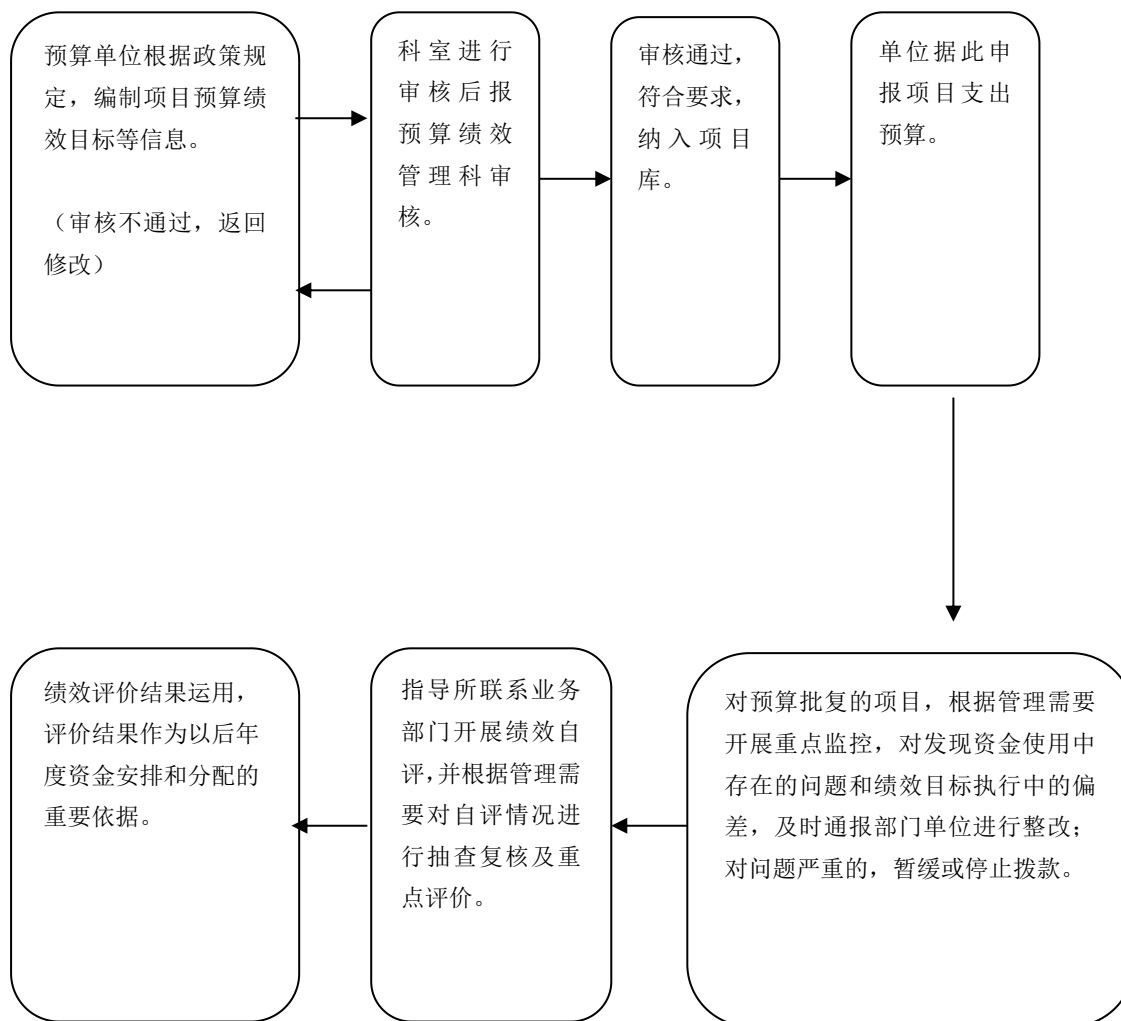 预算单位根据政策规
定，编制项目预算绩
效目标等信息。
（审核不通过，返回
修改）
科室进行
审核后报
预算绩效
管理科审
核。
审核通过，
符合要求，
纳入项目
库。
单位据此申
报项目支出
预算。
对预算批复的项目，根据管理需要
开展重点监控，对发现资金使用中
存在的问题和绩效目标执行中的偏
差，及时通报部门单位进行整改；
对问题严重的，暂缓或停止拨款。
指导所联系业务
部门开展绩效自
评，并根据管理需
要对自评情况进
行抽查复核及重
点评价。
绩效评价结果运用，
评价结果作为以后年
度资金安排和分配的
重要依据。